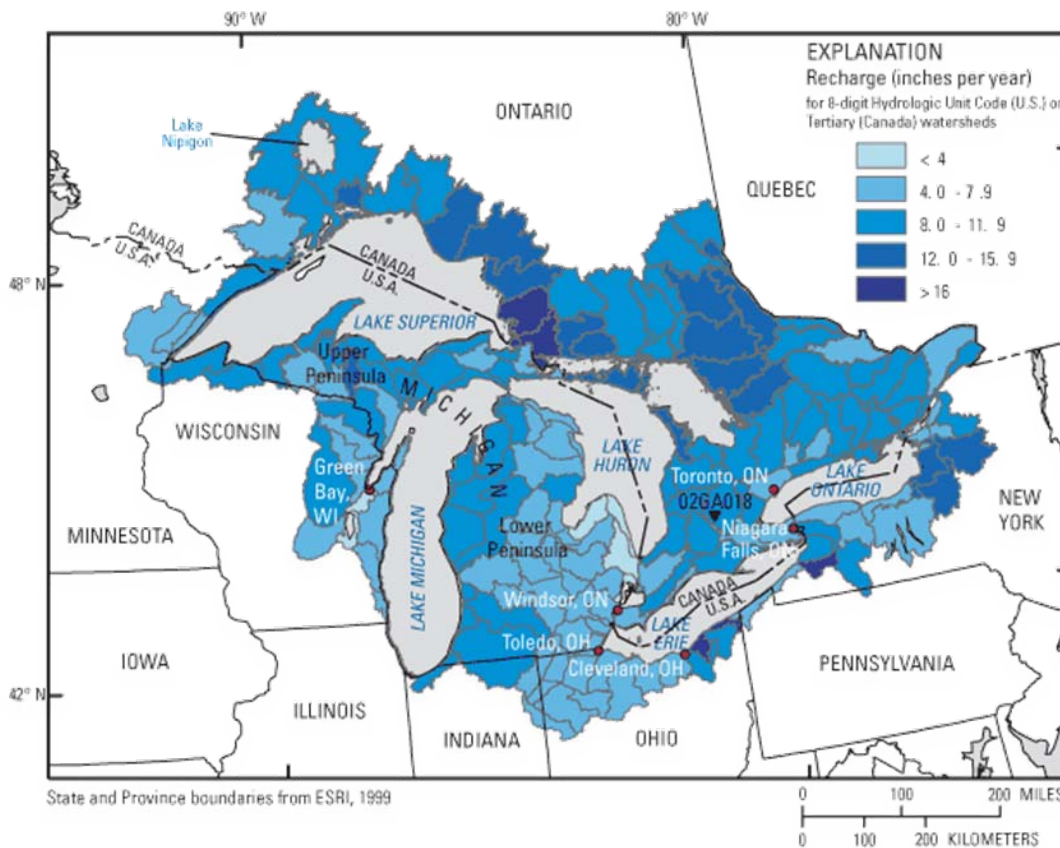 90° W
80° W
EXPLANATION
Recharge (inches per year)
for 8-digit Hydrologic Unit Code (U.S.) or
Tertiary (Canada) watersheds
< 4
4.0 - 7.9
8.0 - 11.9
12.0 - 15.9
> 16
ONTARIO
Lake
Nipigon
QUEBEC
CANADA
U.S.A.
CANADA
U.S.A.
48° N
LAKE SUPERIOR
Upper
Peninsula
MICHIGAN
WISCONSIN
LAKE
HURON
Green
Bay,
WI
Toronto, ON
02GA018
LAKE
ONTARIO
NEW
YORK
MINNESOTA
Lower
Peninsula
Niagara
Falls, ON
LAKE MICHIGAN
Windsor, ON
CANADA
U.S.A.
LAKE
ERIE
Toledo, OH
Cleveland, OH
PENNSYLVANIA
IOWA
42° N
ILLINOIS
INDIANA
OHIO
State and Province boundaries from ESRI, 1999
0 100 200 MILES
0 100 200 KILOMETERS